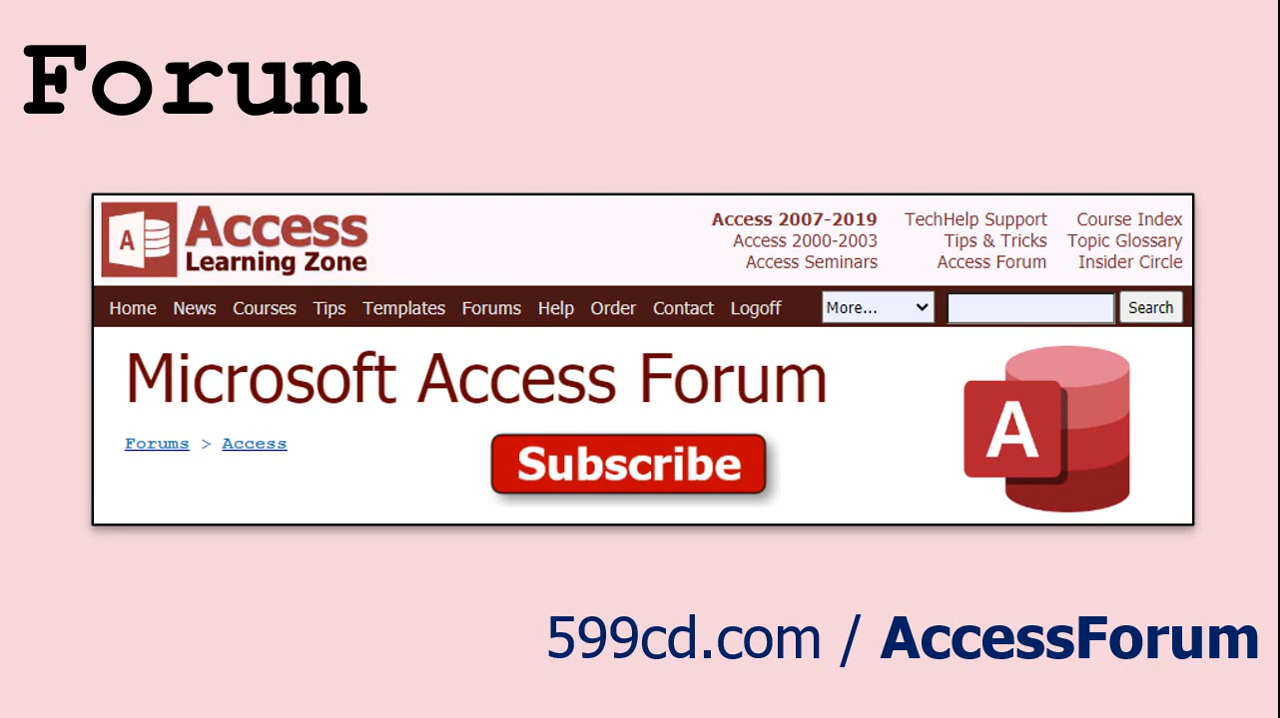 Forum
A
Access
Learning Zone
Access 2007-2019 TechHelp Support Course Index
Access 2000-2003 Tips & Tricks Topic Glossary
Access Seminars Access Forum Insider Circle
Home News Courses Tips Templates Forums Help Order Contact Logoff More... Search
Microsoft Access Forum
Forums > Access
Subscribe
A
599cd.com / AccessForum